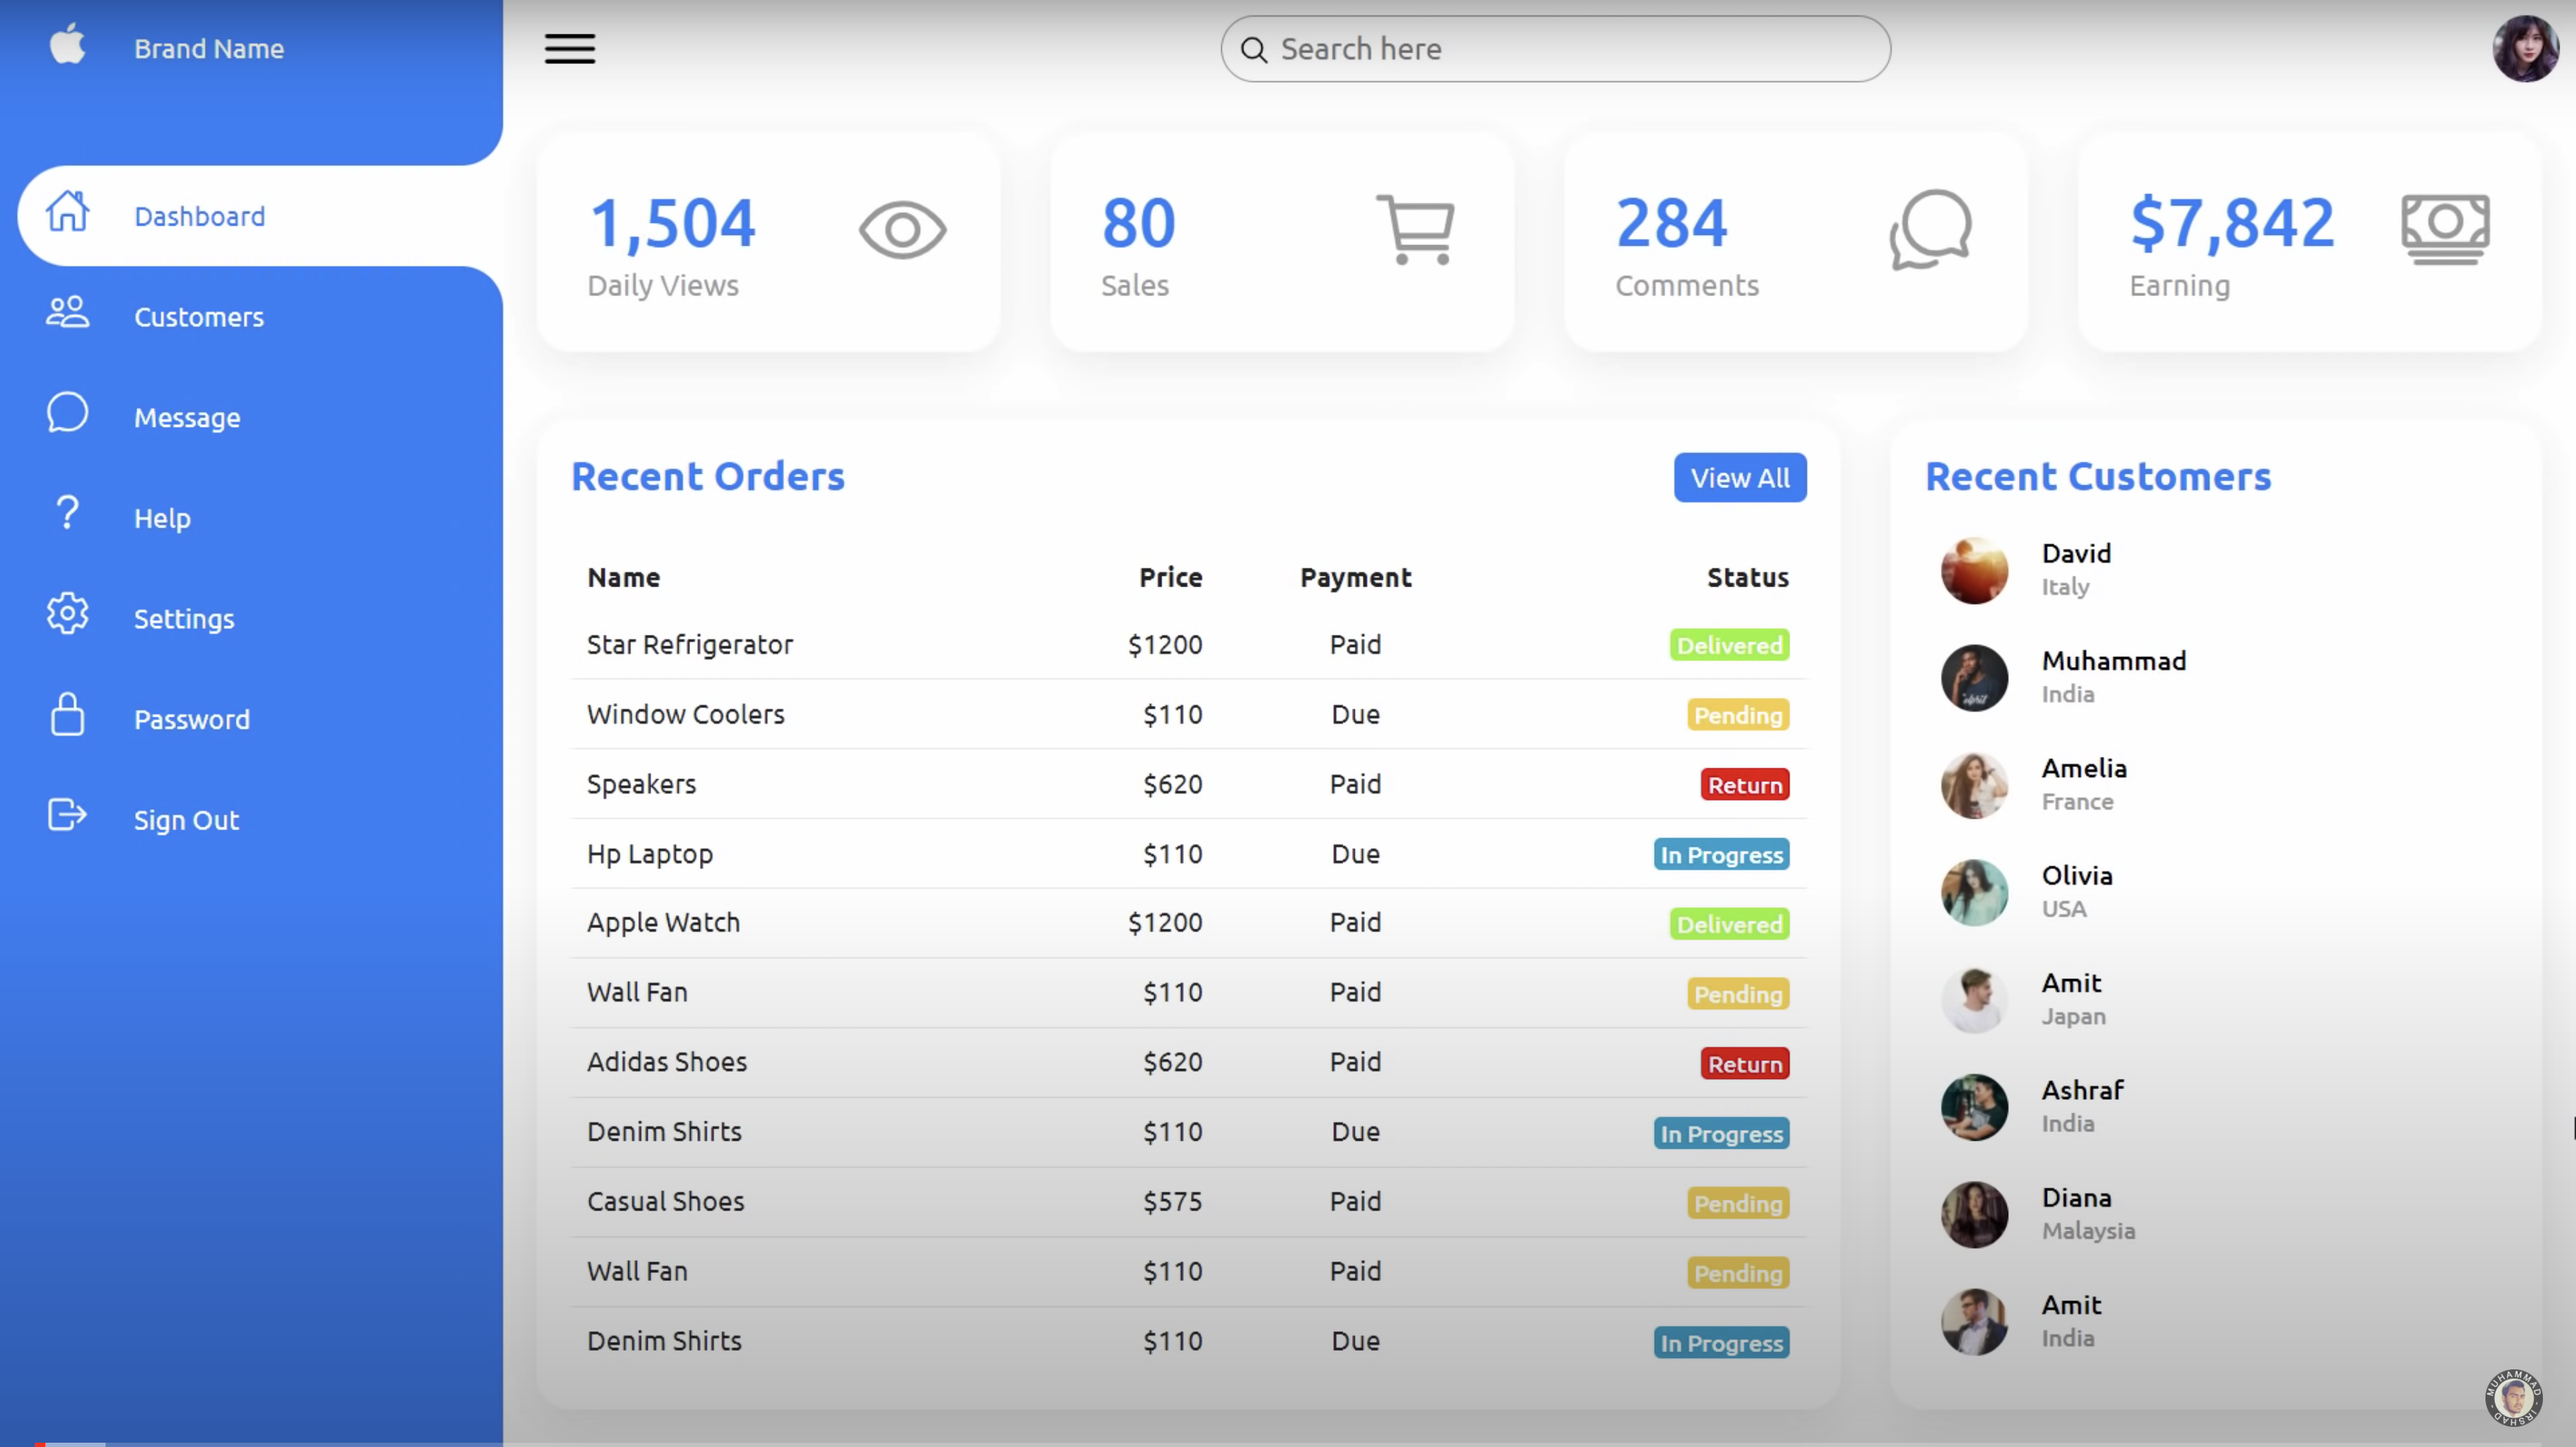 Brand Name
Search here
Dashboard
Customers
Message
Help
Settings
Password
Sign Out
1,504
Daily Views
80
Sales
284
Comments
$7,842
Earning
Recent Orders
View All
Name Price Payment Status
Star Refrigerator $1200 Paid Delivered
Window Coolers $110 Due Pending
Speakers $620 Paid Return
Hp Laptop $110 Due In Progress
Apple Watch $1200 Paid Delivered
Wall Fan $110 Paid Pending
Adidas Shoes $620 Paid Return
Denim Shirts $110 Due In Progress
Casual Shoes $575 Paid Pending
Wall Fan $110 Paid Pending
Denim Shirts $110 Due In Progress
Recent Customers
David
Italy
Muhammad
India
Amelia
France
Olivia
USA
Amit
Japan
Ashraf
India
Diana
Malaysia
Amit
India
MUHAMMAD
IRSHAD